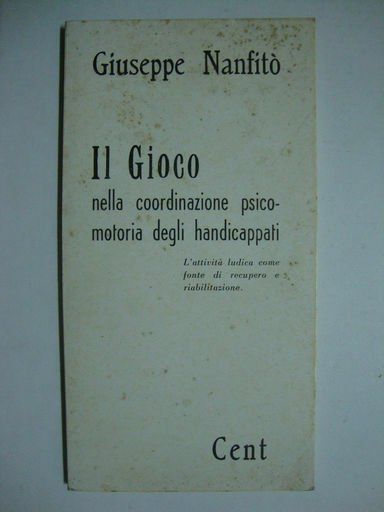 Giuseppe Nanfitò
Il Gioco
nella coordinazione psico-
motoria degli handicappati
L'attività ludica come
fonte di recupero e
riabilitazione.
Cent